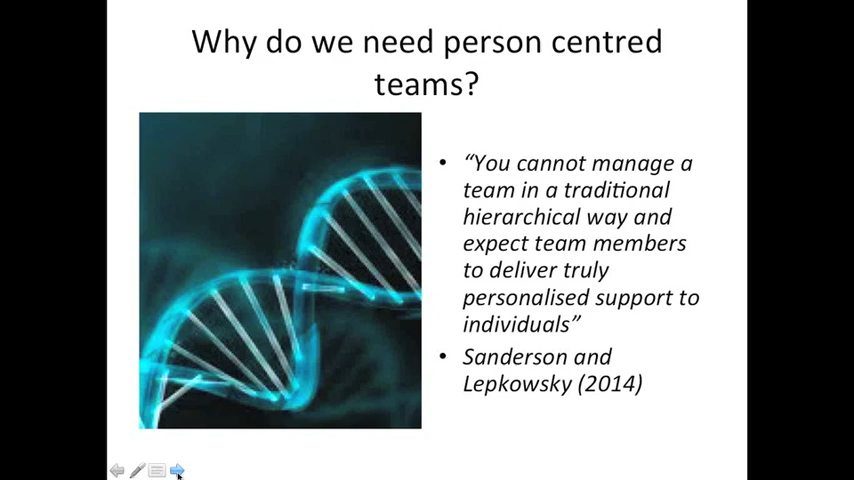 Why do we need person centred
teams?
• “You cannot manage a
team in a traditional
hierarchical way and
expect team members
to deliver truly
personalised support to
individuals”
• Sanderson and
Lepkowsky (2014)